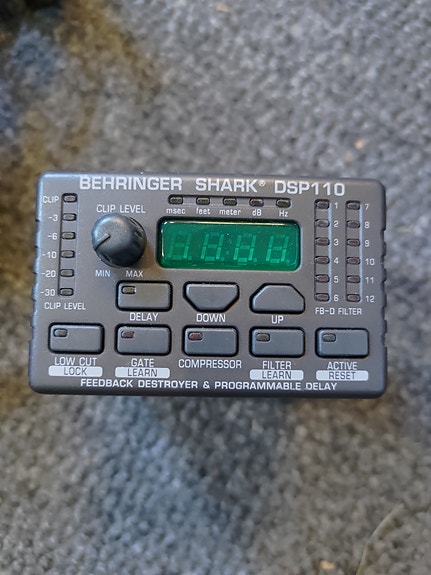 BEHRINGER SHARK® DSP110
CLIP
-3
-6
-10
-20
-30
CLIP LEVEL
CLIP LEVEL
MIN MAX
msec feet meter dB Hz
1 7
2 8
3 9
4 10
5 11
6 12
FB-D FILTER
DELAY DOWN UP
LOW CUT GATE COMPRESSOR FILTER ACTIVE
LOCK LEARN LEARN RESET
FEEDBACK DESTROYER & PROGRAMMABLE DELAY